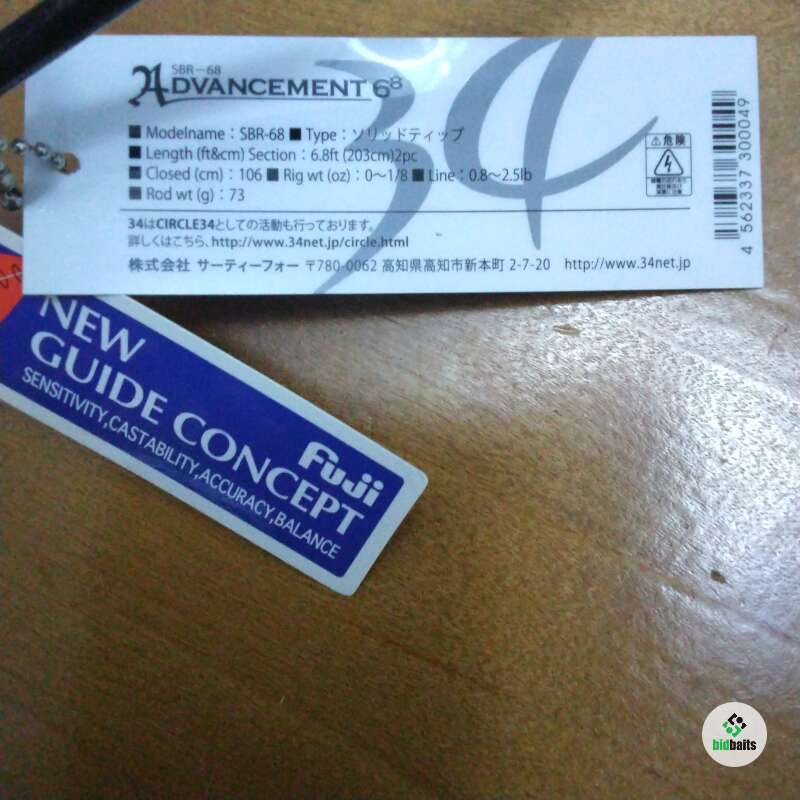 SBR-68
ADVANCEMENT 68
34
■ Modelname : SBR-68 ■ Type : ソリッドティップ
■ Length (ft&cm) Section : 6.8ft (203cm)2pc
■ Closed (cm) : 106 ■ Rig wt (oz) : 0〜1/8 ■ Line : 0.8〜2.5lb
■ Rod wt (g) : 73
34はCIRCLE34としての活動も行っております。
詳しくはこちら、http://www.34net.jp/circle.html
株式会社 サーティーフォー 〒780-0062 高知県高知市新本町 2-7-20 http://www.34net.jp
危険
4 562337 300049
NEW
GUIDE CONCEPT
SENSITIVITY,CASTABILITY,ACCURACY,BALANCE
Fuji
bidbaits